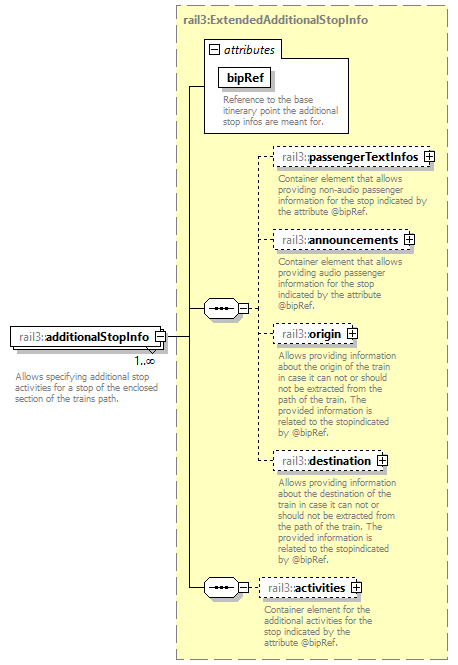 rail3:ExtendedAdditionalStopInfo
attributes
bipRef
Reference to the base
itinerary point the additional
stop infos are meant for.
rail3::passengerTextInfos
Container element that allows
providing non-audio passenger
information for the stop indicated by
the attribute @bipRef.
rail3::announcements
Container element that allows
providing audio passenger
information for the stop
indicated by the attribute
@bipRef.
rail3::origin
Allows providing information
about the origin of the train
in case it can not or should
not be extracted from the
path of the train. The
provided information is
related to the stopindicated
by @bipRef.
rail3::additionalStopInfo
1..∞
Allows specifying additional stop
activities for a stop of the enclosed
section of the trains path.
rail3::destination
Allows providing information
about the destination of the
train in case it can not or
should not be extracted from
the path of the train. The
provided information is
related to the stopindicated
by @bipRef.
rail3::activities
Container element for the
additional activities for the
stop indicated by the
attribute @bipRef.